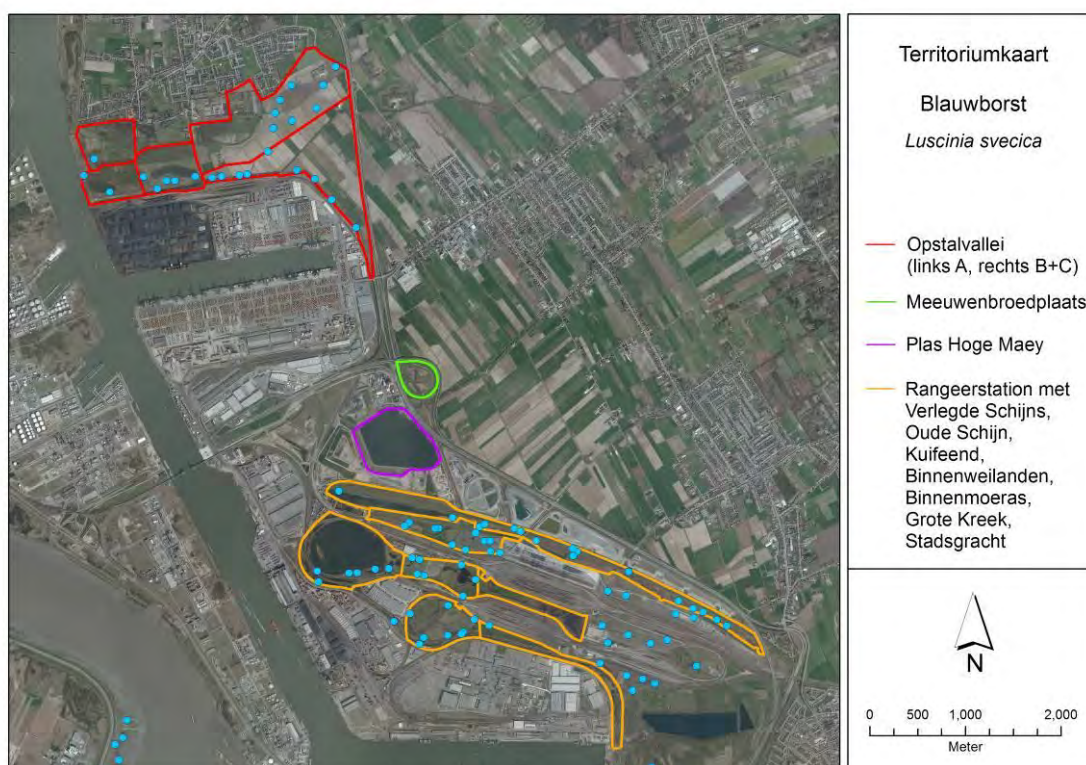 Territoriumkaart
Blauwborst
Luscinia svecica
Opstalvallei
(links A, rechts B+C)
Meeuwenbroedplaats
Plas Hoge Maey
Rangeerstation met
Verlegde Schijns,
Oude Schijn,
Kuifeend,
Binnenweilanden,
Binnenmoeras,
Grote Kreek,
Stadsgracht
N
0 500 1,000 2,000
Meter